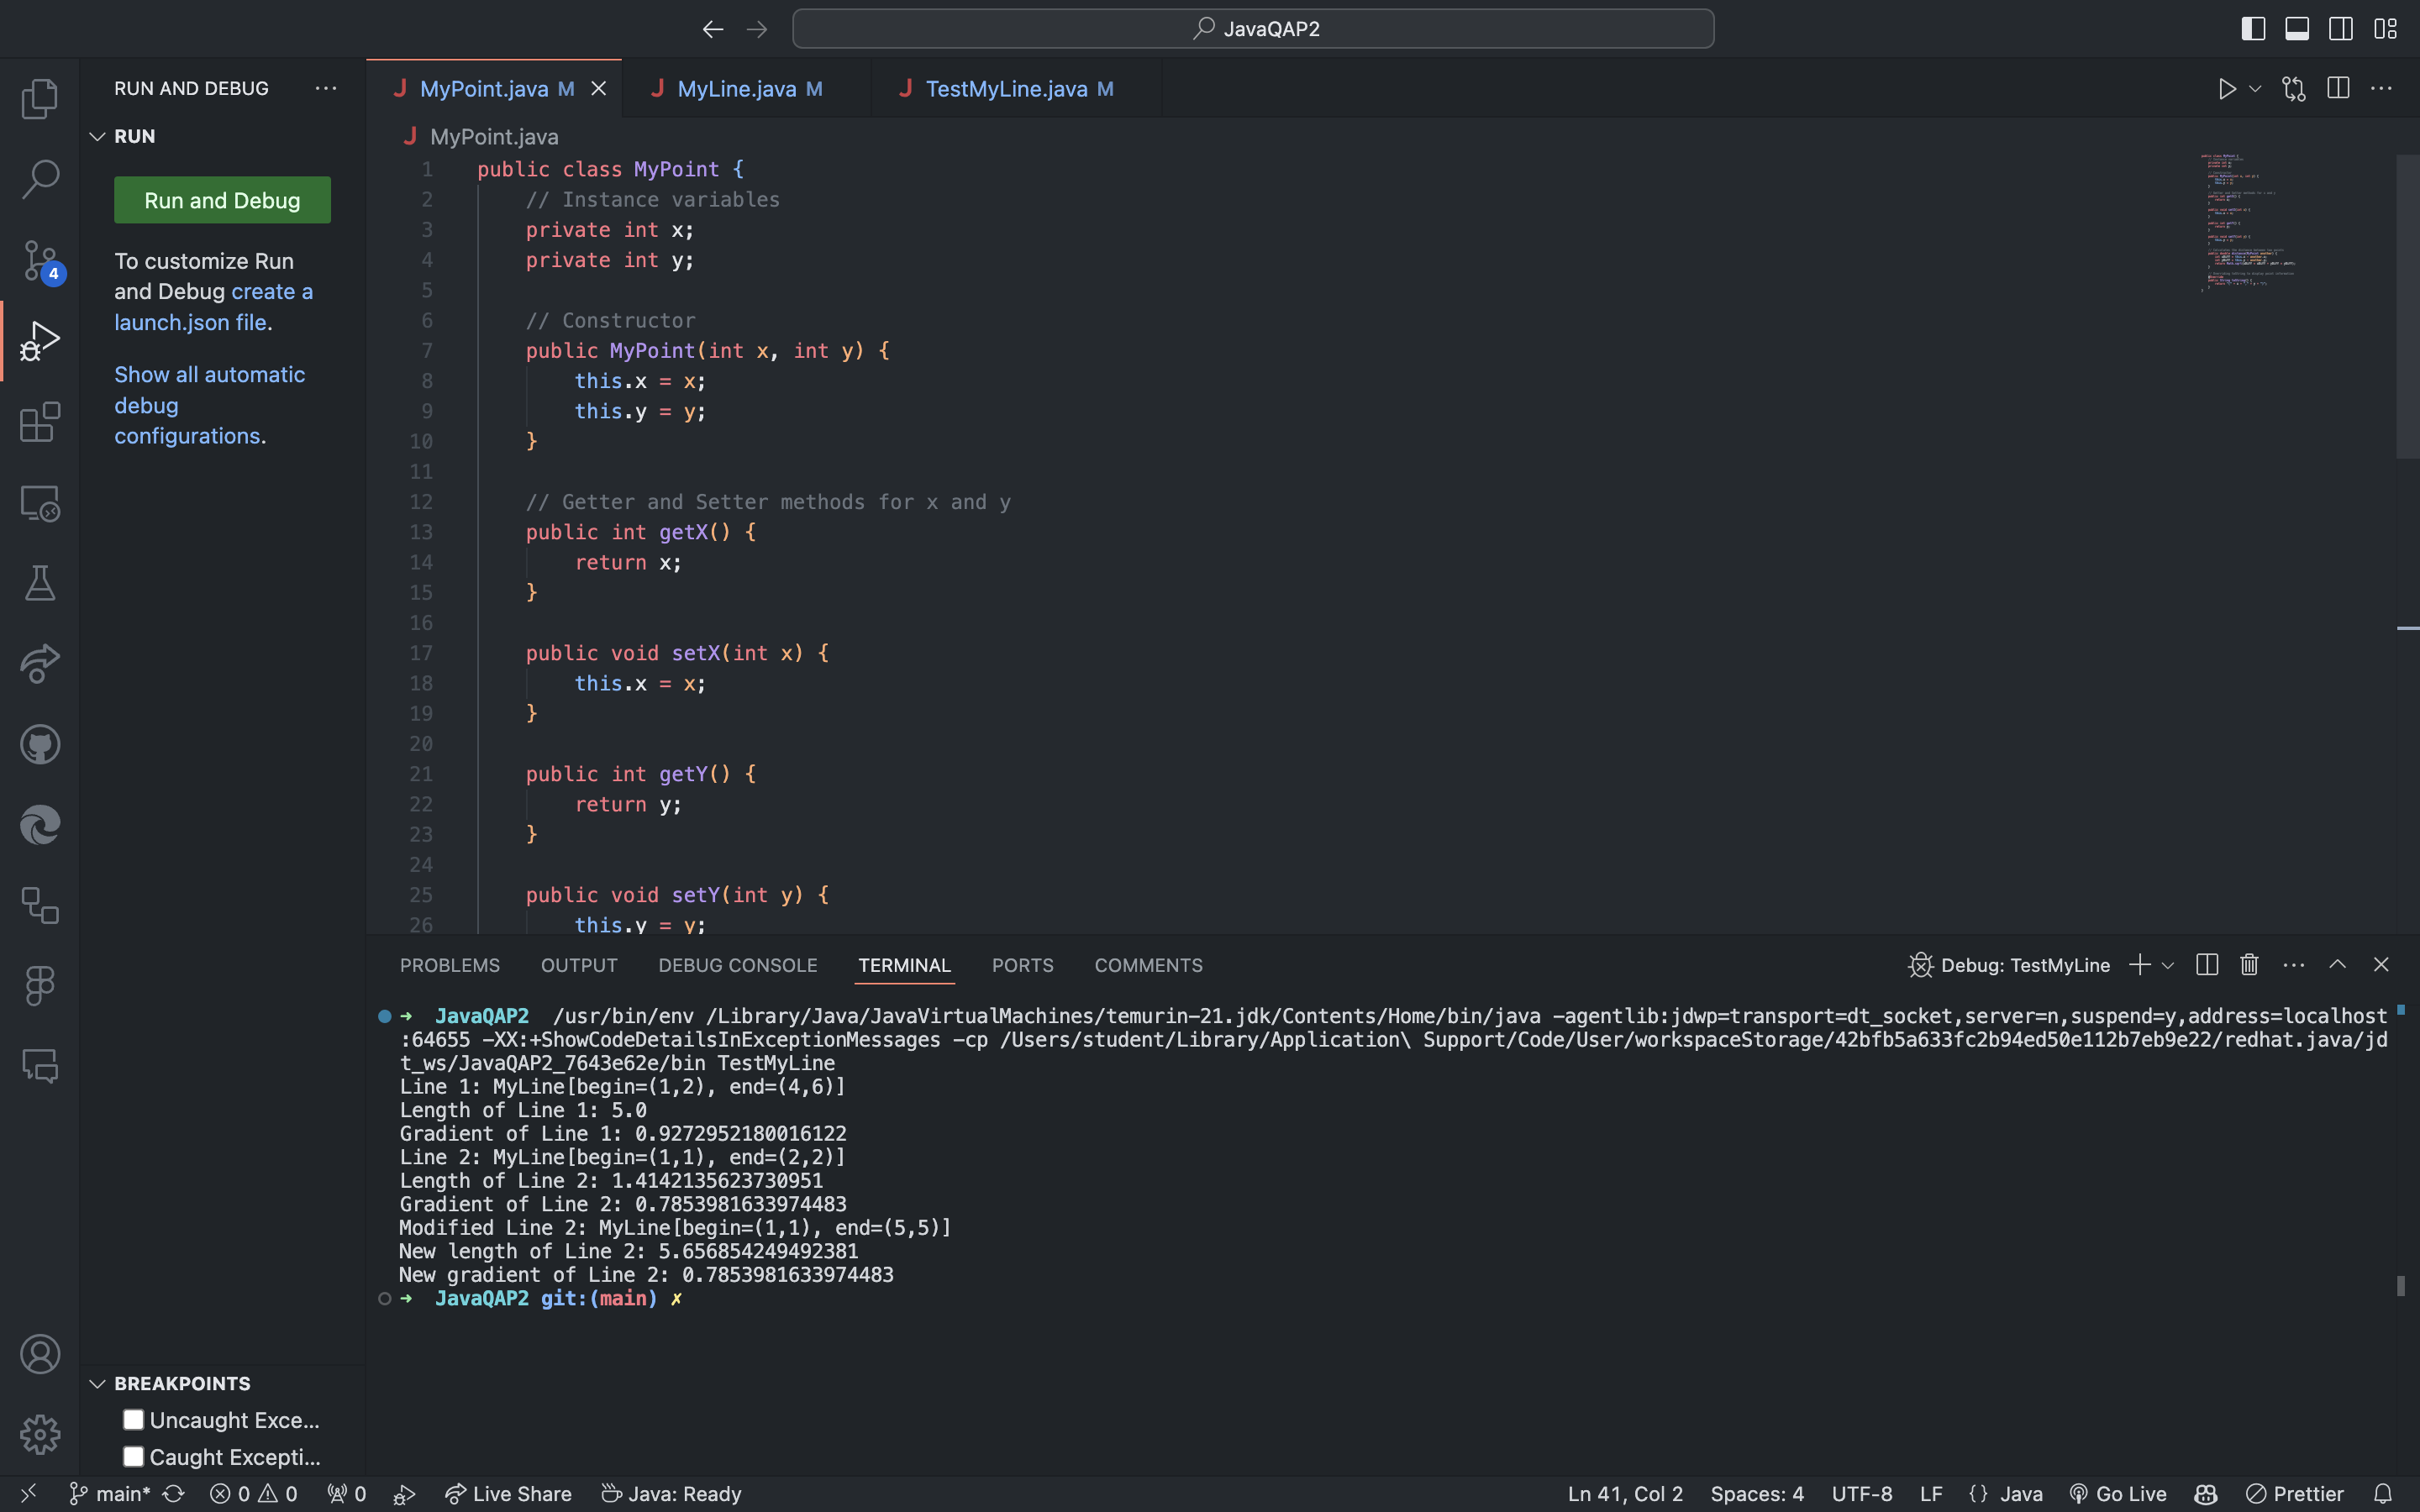 JavaQAP2
RUN AND DEBUG
RUN
Run and Debug
To customize Run
and Debug create a
launch.json file.
Show all automatic
debug
configurations.
MyPoint.java M
MyLine.java M
TestMyLine.java M
MyPoint.java
1 public class MyPoint {
2 // Instance variables
3 private int x;
4 private int y;
5
6 // Constructor
7 public MyPoint(int x, int y) {
8 this.x = x;
9 this.y = y;
10 }
11
12 // Getter and Setter methods for x and y
13 public int getX() {
14 return x;
15 }
16
17 public void setX(int x) {
18 this.x = x;
19 }
20
21 public int getY() {
22 return y;
23 }
24
25 public void setY(int y) {
26 this.y = y;
PROBLEMS OUTPUT DEBUG CONSOLE TERMINAL PORTS COMMENTS
Debug: TestMyLine
➜ JavaQAP2 /usr/bin/env /Library/Java/JavaVirtualMachines/temurin-21.jdk/Contents/Home/bin/java -agentlib:jdwp=transport=dt_socket,server=n,suspend=y,address=localhost
:64655 -XX:+ShowCodeDetailsInExceptionMessages -cp /Users/student/Library/Application\ Support/Code/User/workspaceStorage/42bfb5a633fc2b94ed50e112b7eb9e22/redhat.java/jd
t_ws/JavaQAP2_7643e62e/bin TestMyLine
Line 1: MyLine[begin=(1,2), end=(4,6)]
Length of Line 1: 5.0
Gradient of Line 1: 0.9272952180016122
Line 2: MyLine[begin=(1,1), end=(2,2)]
Length of Line 2: 1.4142135623730951
Gradient of Line 2: 0.7853981633974483
Modified Line 2: MyLine[begin=(1,1), end=(5,5)]
New length of Line 2: 5.656854249492381
New gradient of Line 2: 0.7853981633974483
➜ JavaQAP2 git:(main) ✗
4
BREAKPOINTS
Uncaught Exce...
Caught Excepti...
main* 0 0 0 Live Share Java: Ready
Ln 41, Col 2 Spaces: 4 UTF-8 LF {} Java Go Live Prettier